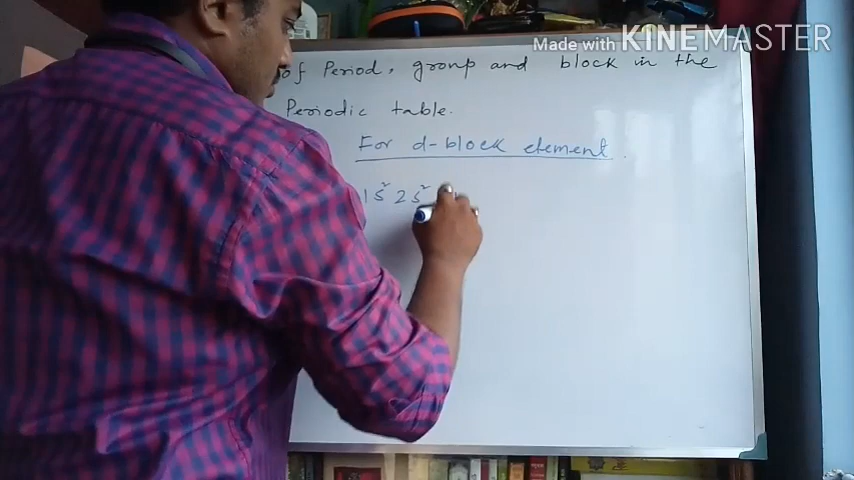 Made with KINEMASTER
of Period, group and block in the
Periodic table.
For d-block element.
1s² 2s²